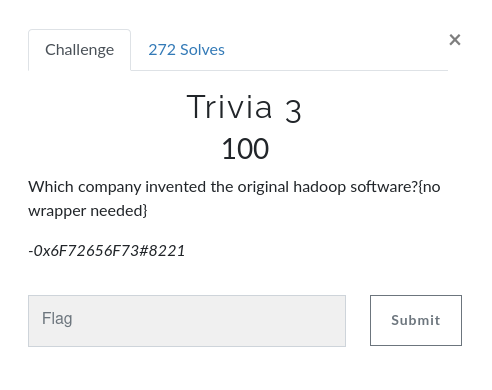 Challenge
272 Solves
×
Trivia 3
100
Which company invented the original hadoop software?{no
wrapper needed}
-0x6F72656F73#8221
Flag
Submit